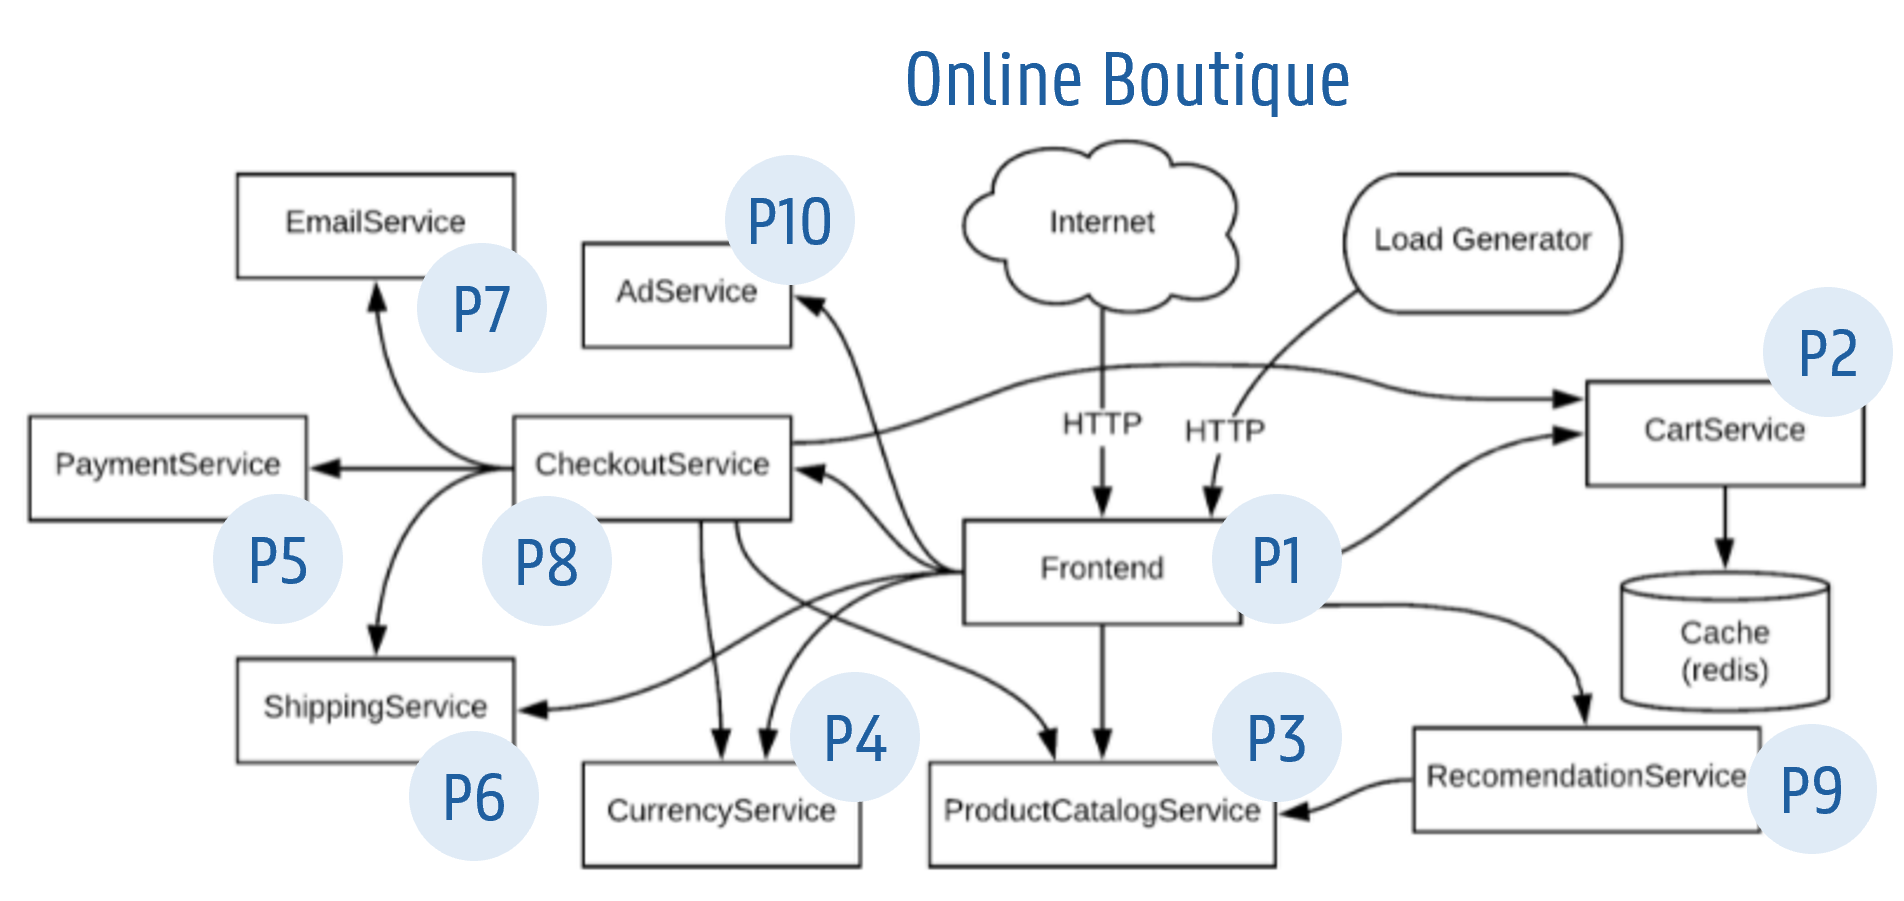 Online Boutique
EmailService
P7
AdService
P10
Internet
Load Generator
P2
CartService
HTTP
HTTP
PaymentService
P5
CheckoutService
P8
Frontend
P1
Cache
(redis)
ShippingService
P6
CurrencyService
P4
ProductCatalogService
P3
RecomendationService
P9